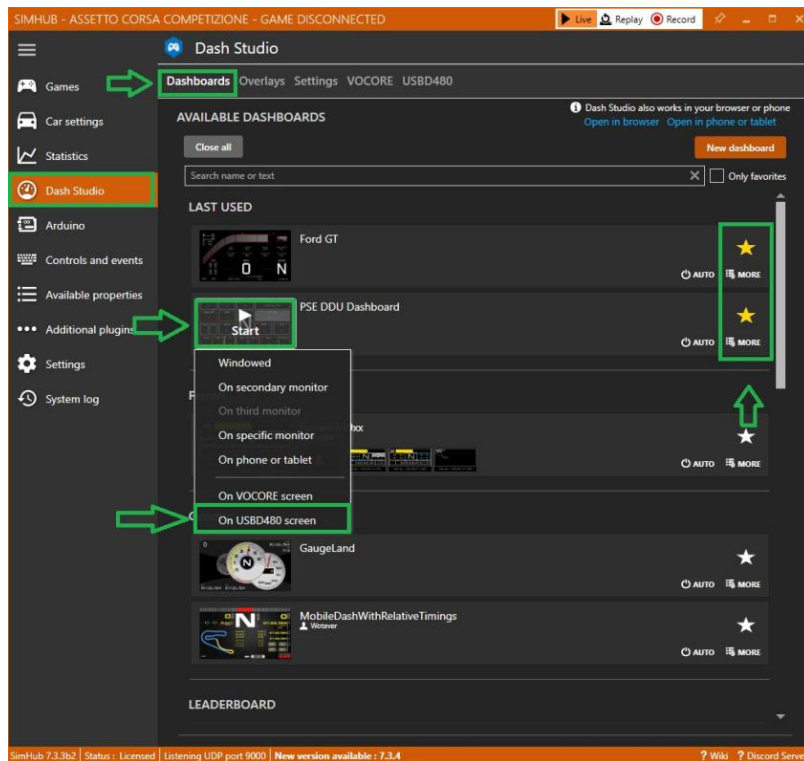 SIMHUB - ASSETTO CORSA COMPETIZIONE - GAME DISCONNECTED
Live Replay Record
Dash Studio
Games
Car settings
Statistics
Dash Studio
Arduino
Controls and events
Available properties
Additional plugins
Settings
System log
Dashboards Overlays Settings VOCORE USBD480
AVAILABLE DASHBOARDS
Dash Studio also works in your browser or phone
Open in browser Open in phone or tablet
Close all
New dashboard
Search name or text
Only favorites
LAST USED
Ford GT
0 N
AUTO MORE
PSE DDU Dashboard
Start
AUTO MORE
Windowed
On secondary monitor
On third monitor
On specific monitor
On phone or tablet
On VOCORE screen
On USBD480 screen
AUTO MORE
GaugeLand
N
AUTO MORE
MobileDashWithRelativeTimings
Wotever
N
AUTO MORE
LEADERBOARD
SimHub 7.3.3b2 Status : Licensed Listening UDP port 9000 New version available : 7.3.4
? Wiki ? Discord Serve